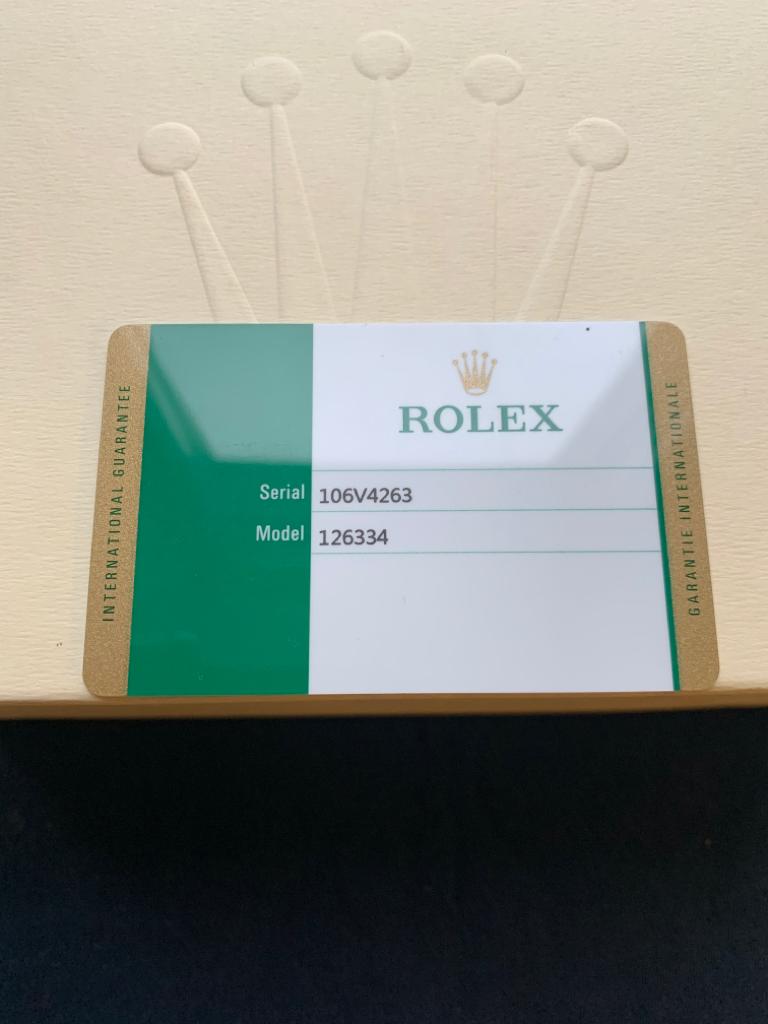 INTERNATIONAL GUARANTEE
ROLEX
Serial 106V4263
Model 126334
GARANTIE INTERNATIONALE